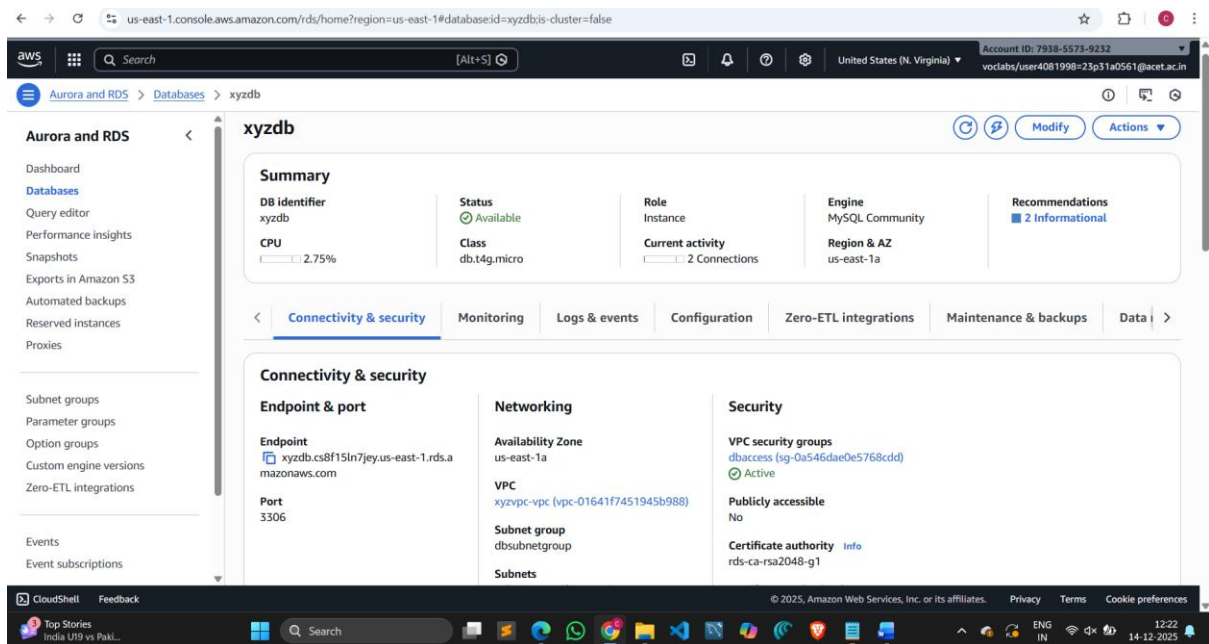 us-east-1.console.aws.amazon.com/rds/home?region=us-east-1#database:id=xyzdb;is-cluster=false
C
aws
Search
[Alt+S]
United States (N. Virginia) ▼
Account ID: 7938-5573-9232
voclabs/user4081998=23p31a0561@acet.ac.in
Aurora and RDS > Databases > xyzdb
Aurora and RDS
Dashboard
Databases
Query editor
Performance insights
Snapshots
Exports in Amazon S3
Automated backups
Reserved instances
Proxies
Subnet groups
Parameter groups
Option groups
Custom engine versions
Zero-ETL integrations
Events
Event subscriptions
xyzdb
Modify
Actions ▼
Summary
DB identifier
xyzdb
Status
Available
Role
Instance
Engine
MySQL Community
Recommendations
2 Informational
CPU
2.75%
Class
db.t4g.micro
Current activity
2 Connections
Region & AZ
us-east-1a
Connectivity & security
Monitoring
Logs & events
Configuration
Zero-ETL integrations
Maintenance & backups
Data
Connectivity & security
Endpoint & port
Endpoint
xyzdb.cs8f15ln7jey.us-east-1.rds.a
mazonaws.com
Port
3306
Networking
Availability Zone
us-east-1a
VPC
xyzvpc-vpc (vpc-01641f7451945b988)
Subnet group
dbsubnetgroup
Subnets
Security
VPC security groups
dbaccess (sg-0a546dae0e5768cdd)
Active
Publicly accessible
No
Certificate authority Info
rds-ca-rsa2048-g1
CloudShell
Feedback
© 2025, Amazon Web Services, Inc. or its affiliates.
Privacy
Terms
Cookie preferences
3
Top Stories
India U19 vs Paki...
Search
ENG
IN
12:22
14-12-2025